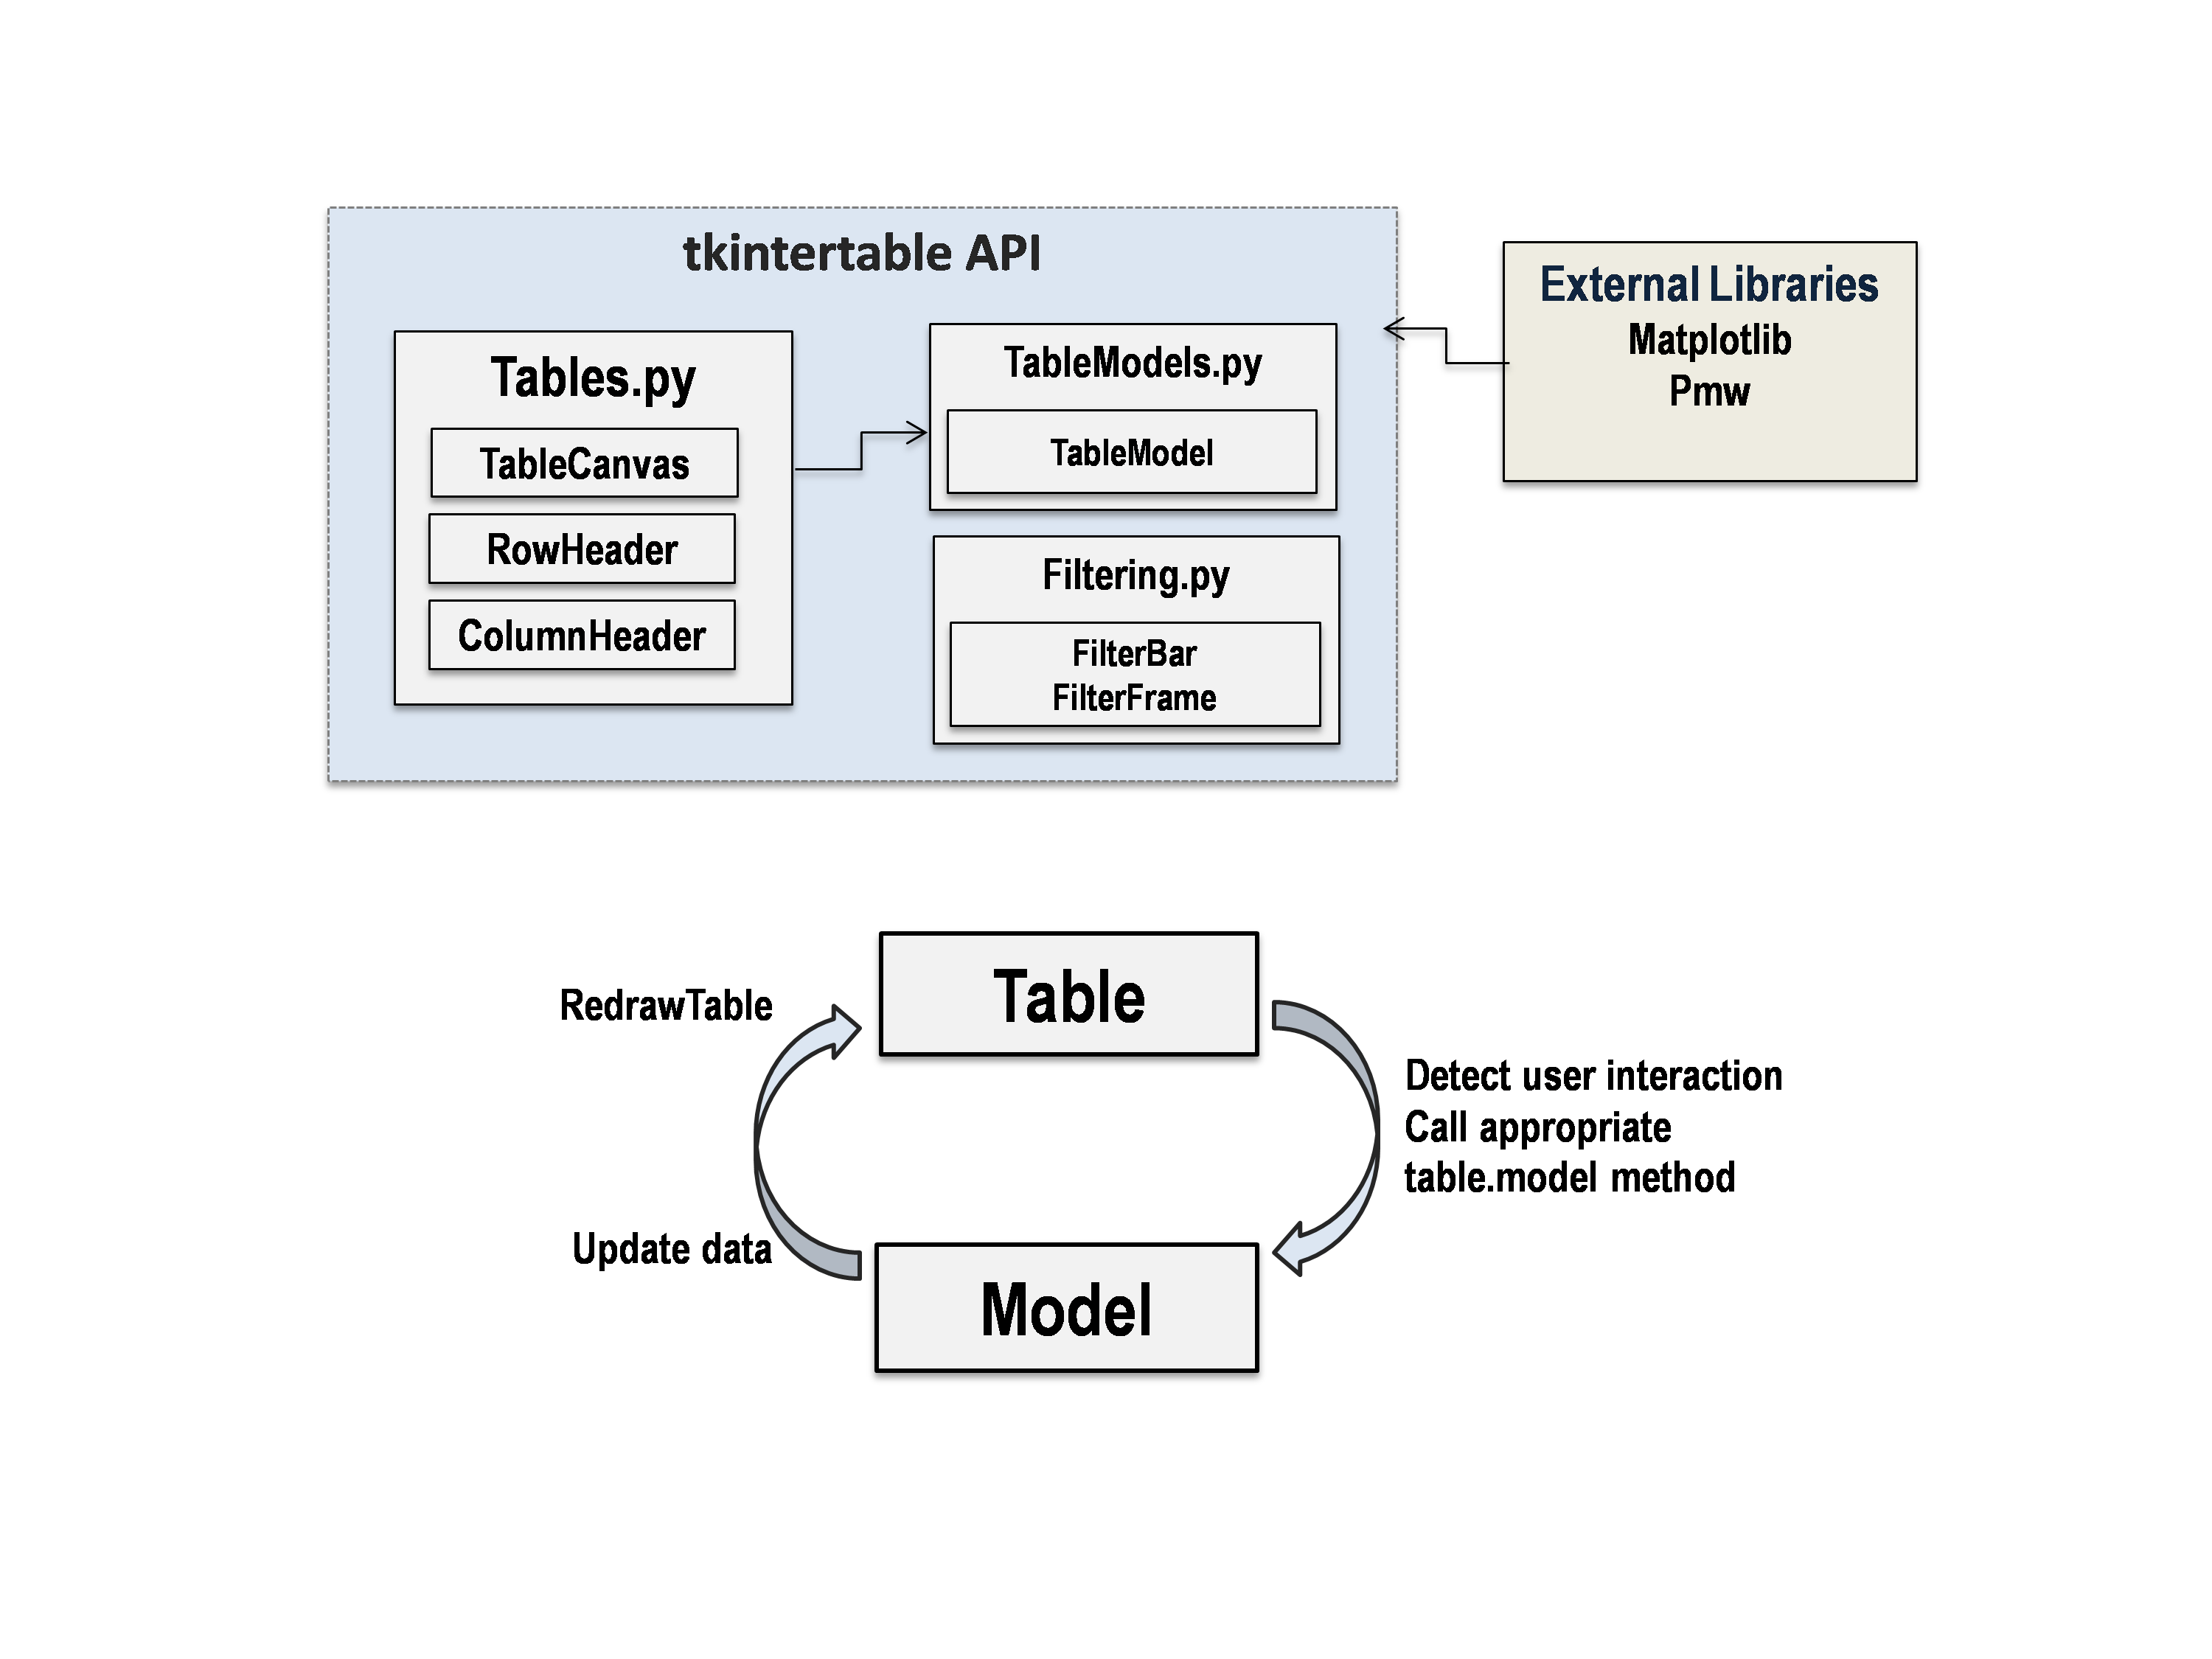 tkintertable API
Tables.py
TableCanvas
RowHeader
ColumnHeader
TableModels.py
TableModel
Filtering.py
FilterBar
FilterFrame
External Libraries
Matplotlib
Pmw
Table
RedrawTable
Detect user interaction
Call appropriate
table.model method
Update data
Model